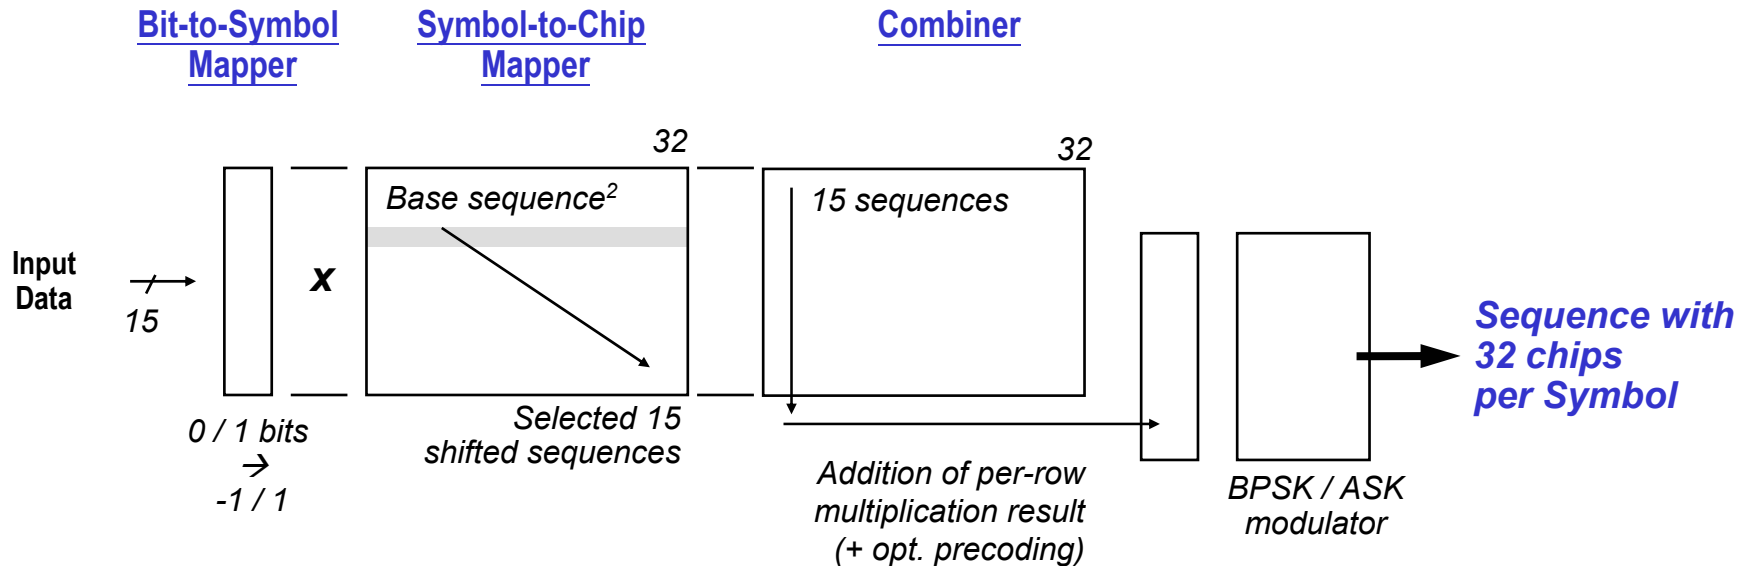 Bit-to-Symbol
Mapper
Symbol-to-Chip
Mapper
Combiner
32
32
Base sequence²
15 sequences
Input
Data
15
x
Sequence with
32 chips
per Symbol
0 / 1 bits
→
-1 / 1
Selected 15
shifted sequences
Addition of per-row
multiplication result
(+ opt. precoding)
BPSK / ASK
modulator